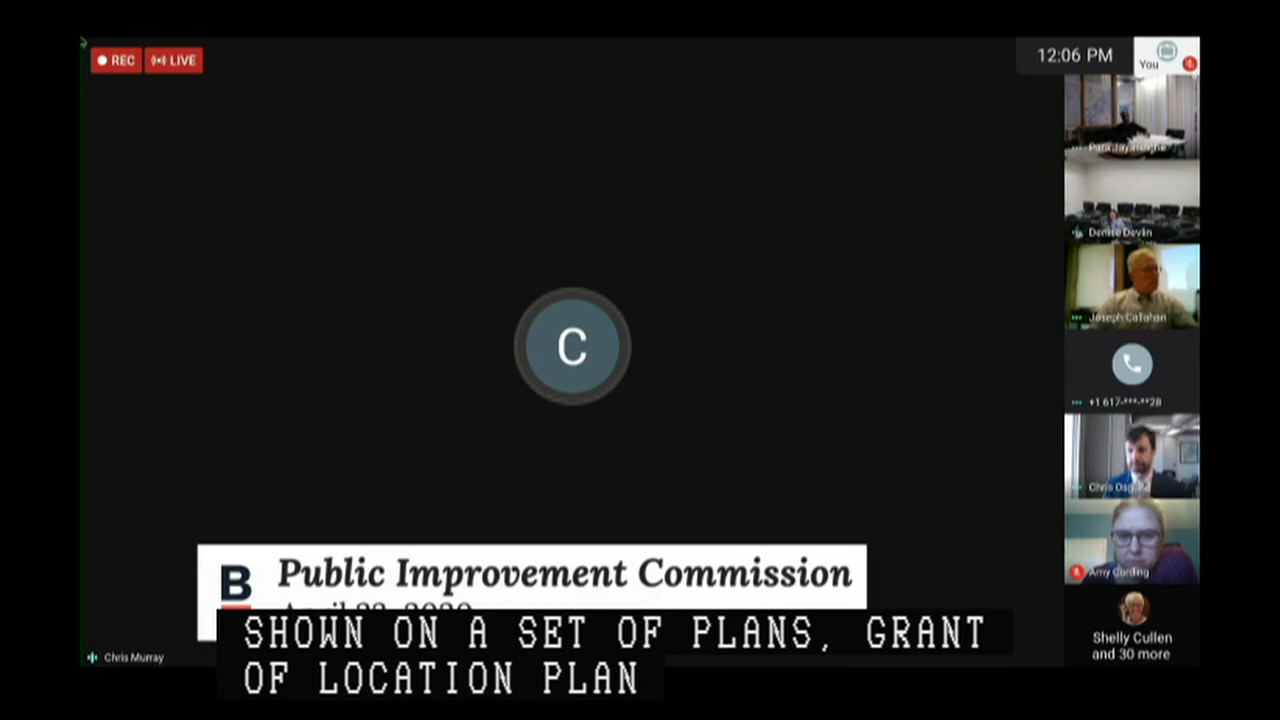 REC
LIVE
12:06 PM
You
Denise Devlin
Joseph Callahan
+1 617-***-**28
Chris
Amy Cording
Shelly Cullen
and 30 more
C
B
Public Improvement Commission
SHOWN ON A SET OF PLANS, GRANT
OF LOCATION PLAN
Chris Murray